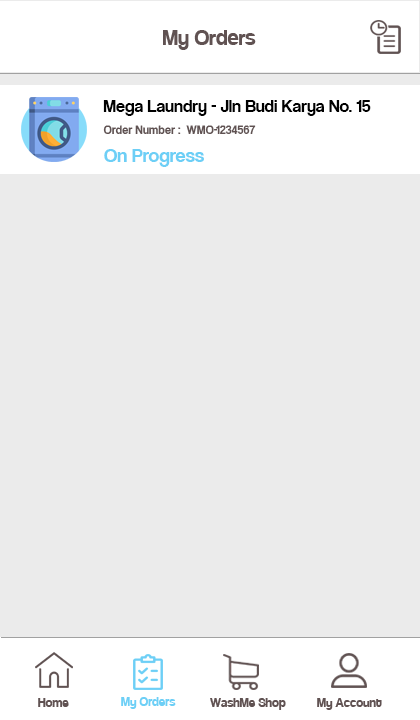 My Orders
Mega Laundry - Jln Budi Karya No. 15
Order Number : WMO-1234567
On Progress
Home
My Orders
WashMe Shop
My Account